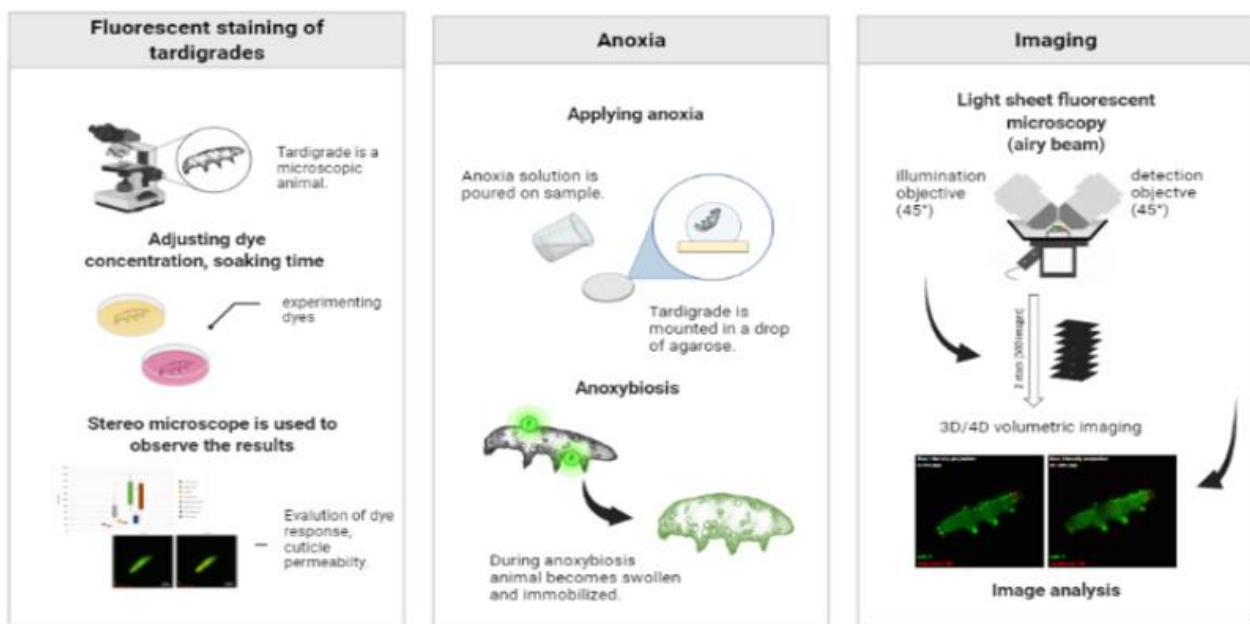 Fluorescent staining of
tardigrades
Tardigrade is a
microscopic
animal.
Adjusting dye
concentration, soaking time
experimenting
dyes
Stereo microscope is used to
observe the results
Evalution of dye
response,
cuticle
permeabilty.
Anoxia
Applying anoxia
Anoxia solution is
poured on sample.
Tardigrade is
mounted in a drop
of agarose.
Anoxybiosis
During anoxybiosis
animal becomes swollen
and immobilized.
Imaging
Light sheet fluorescent
microscopy
(airy beam)
illumination
objective
(45°)
detection
objectve
(45°)
3D/4D volumetric imaging
Image analysis